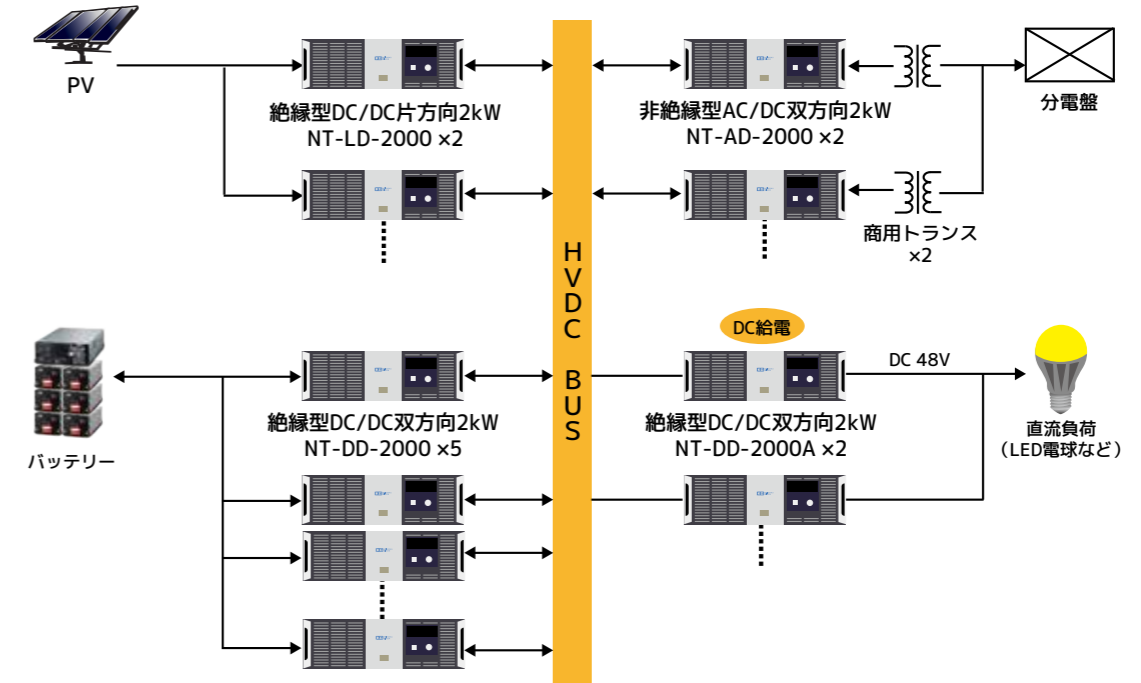 PV
絶縁型DC/DC片方向2kW
NT-LD-2000 ×2
非絶縁型AC/DC双方向2kW
NT-AD-2000 ×2
分電盤
商用トランス
×2
HVDC BUS
バッテリー
絶縁型DC/DC双方向2kW
NT-DD-2000 ×5
DC給電
DC 48V
絶縁型DC/DC双方向2kW
NT-DD-2000A ×2
直流負荷
（LED電球など）